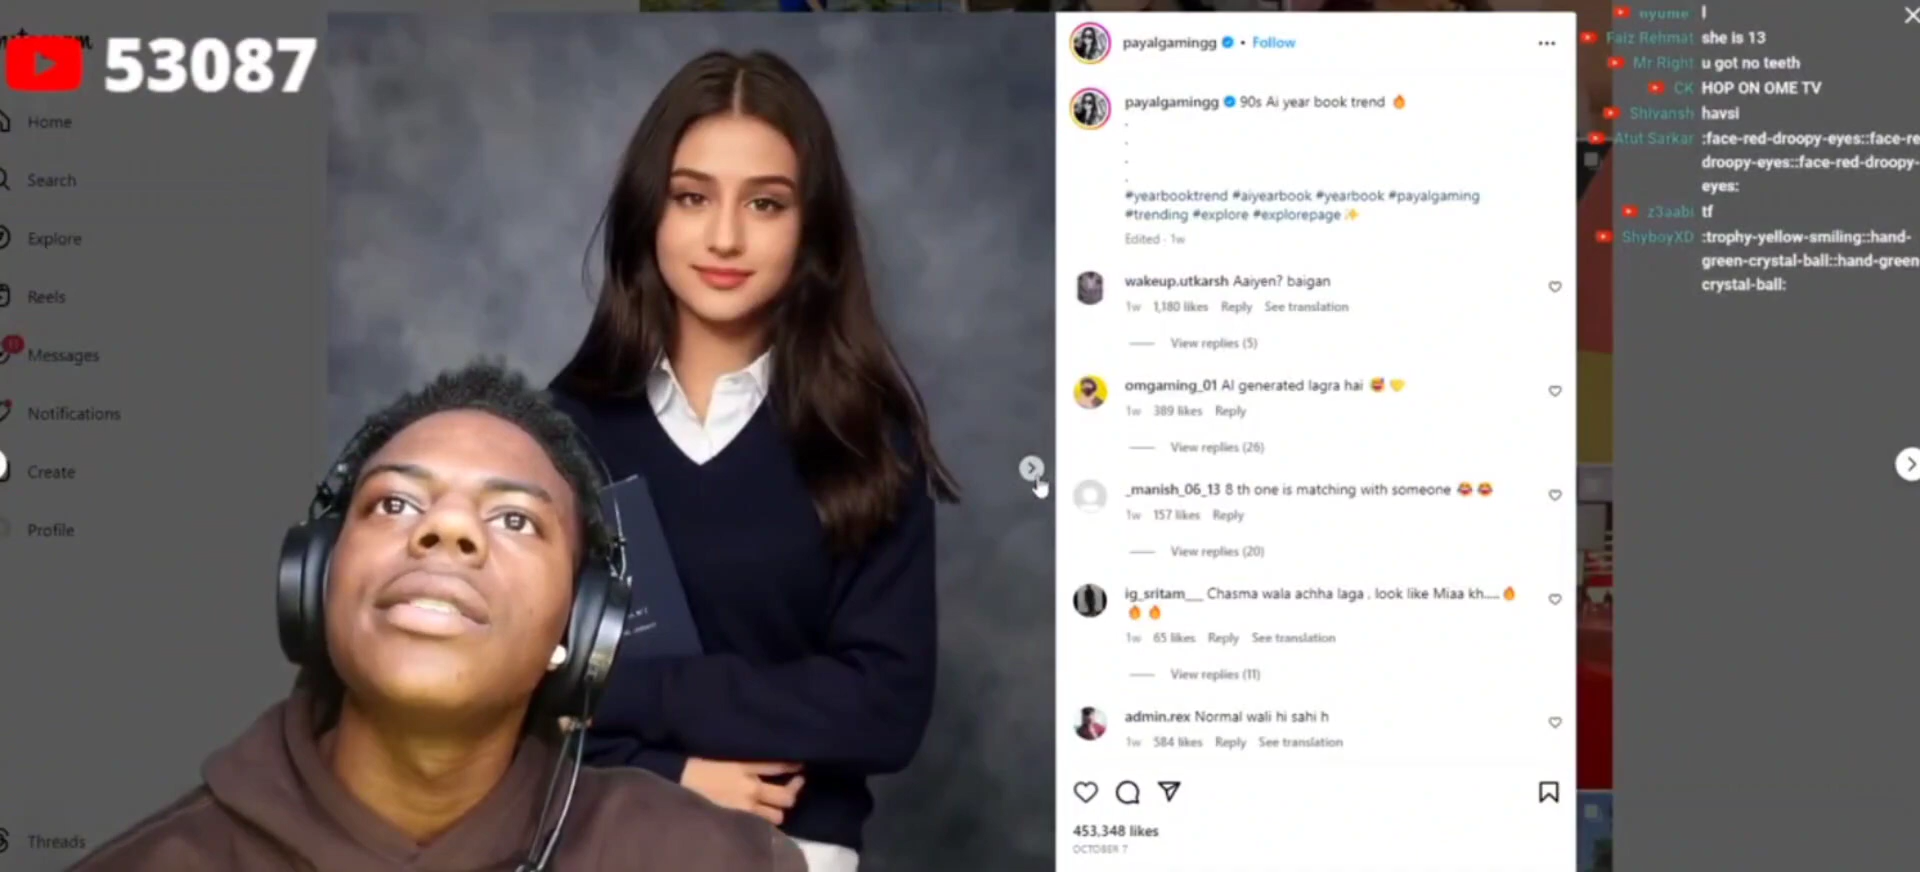 53087
Home
Search
Explore
Reels
11
Messages
Notifications
Create
Profile
Threads
payalgamingg • Follow
payalgamingg 90s Ai year book trend 🔥
.
.
.
.
#yearbooktrend #aiyearbook #yearbook #payalgaming
#trending #explore #explorepage ✨
Edited · 1w
wakeup.utkarsh Aaiyen? baigan
1w 1,180 likes Reply See translation
View replies (5)
omgaming_01 AI generated lagra hai 😅 💛
1w 389 likes Reply
View replies (26)
_manish_06_13 8 th one is matching with someone 😂 😂
1w 157 likes Reply
View replies (20)
ig_sritam__ Chasma wala achha laga . look like Miaa kh..... 🔥
🔥 🔥
1w 65 likes Reply See translation
View replies (11)
admin.rex Normal wali hi sahi h
1w 584 likes Reply See translation
453,348 likes
OCTOBER 7
nyume l
Faiz Rehmat she is 13
Mr Right u got no teeth
CK HOP ON OME TV
Shivansh havsi
Atut Sarkar :face-red-droopy-eyes::face-re
droopy-eyes::face-red-droopy-
eyes:
z3aabi tf
ShyboyXD :trophy-yellow-smiling::hand-
green-crystal-ball::hand-green
crystal-ball: